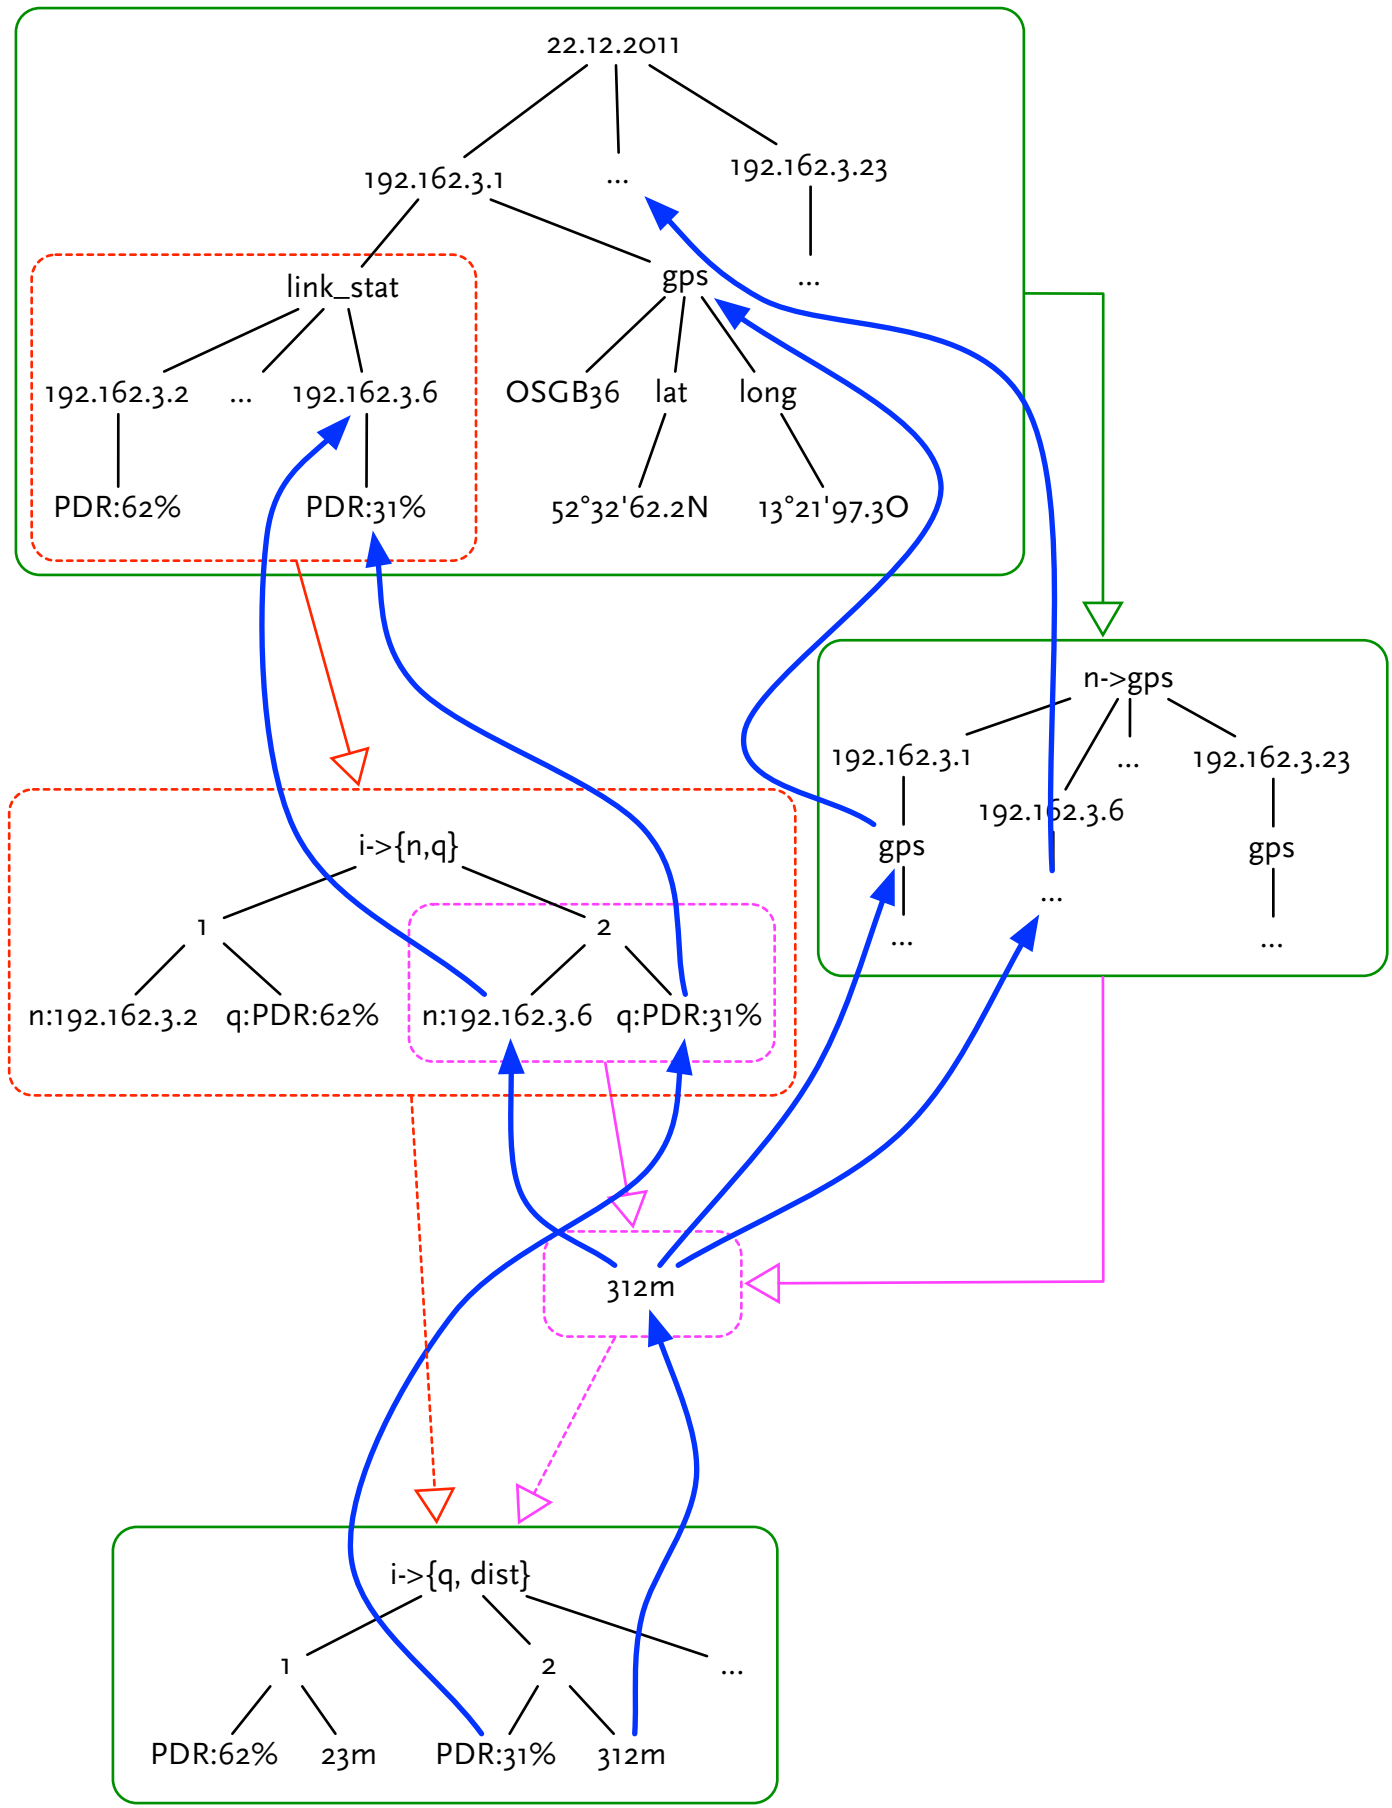 22.12.2011
192.162.3.1 ... 192.162.3.23
link_stat gps ...
192.162.3.2 ... 192.162.3.6 OSGB36 lat long
PDR:62% PDR:31% 52°32'62.2N 13°21'97.3O
n->gps
192.162.3.1 ... 192.162.3.23
192.162.3.6
gps gps
... ... ...
i->{n,q}
1 2
n:192.162.3.2 q:PDR:62% n:192.162.3.6 q:PDR:31%
312m
i->{q, dist}
1 2 ...
PDR:62% 23m PDR:31% 312m